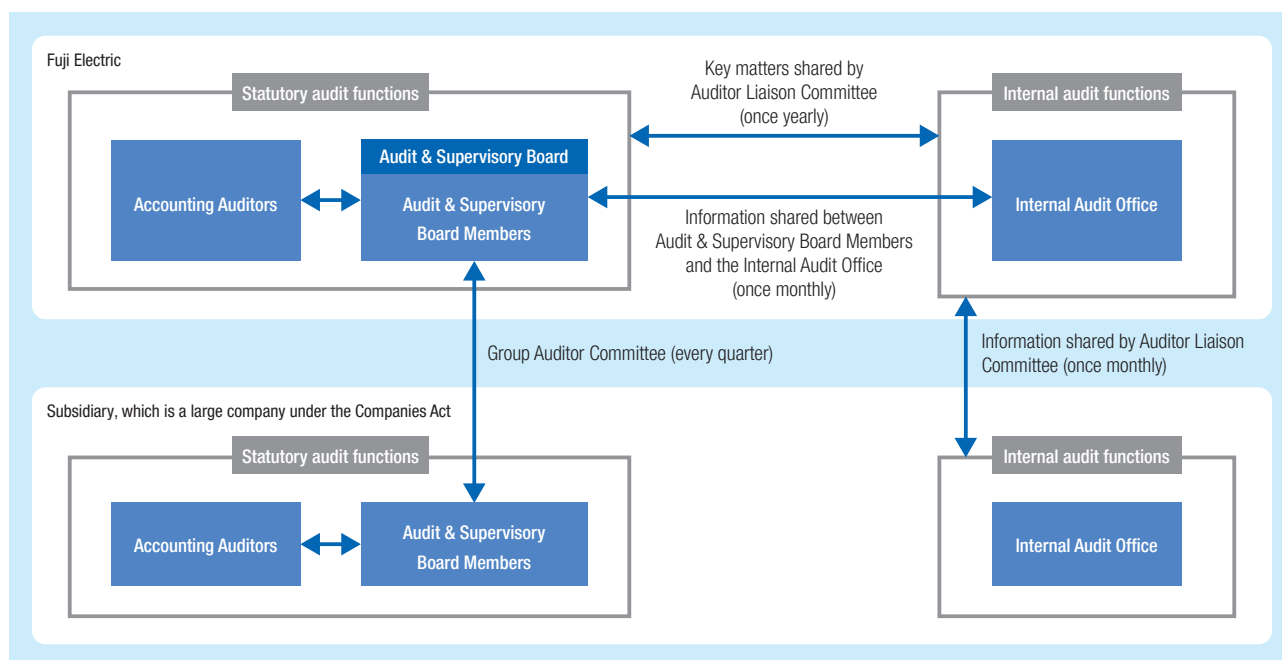 Fuji Electric
Statutory audit functions
Accounting Auditors
Audit & Supervisory Board
Audit & Supervisory
Board Members
Key matters shared by
Auditor Liaison Committee
(once yearly)
Information shared between
Audit & Supervisory Board Members
and the Internal Audit Office
(once monthly)
Internal audit functions
Internal Audit Office
Group Auditor Committee (every quarter)
Information shared by Auditor Liaison
Committee (once monthly)
Subsidiary, which is a large company under the Companies Act
Statutory audit functions
Accounting Auditors
Audit & Supervisory
Board Members
Internal audit functions
Internal Audit Office